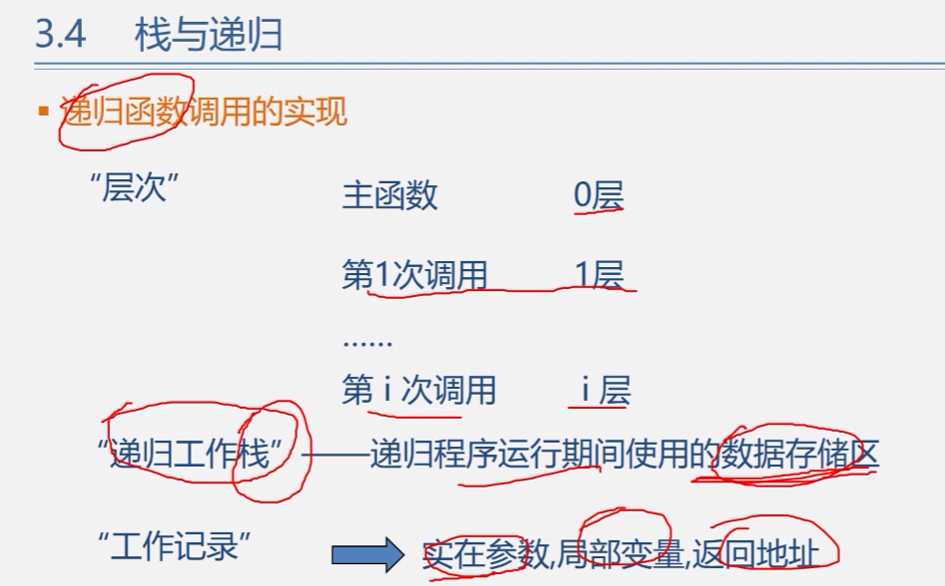 3.4 栈与递归
▪ 递归函数调用的实现
“层次” 主函数 0层
第1次调用 1层
······
第 i 次调用 i 层
“递归工作栈” ——递归程序运行期间使用的数据存储区
“工作记录” 实在参数,局部变量,返回地址